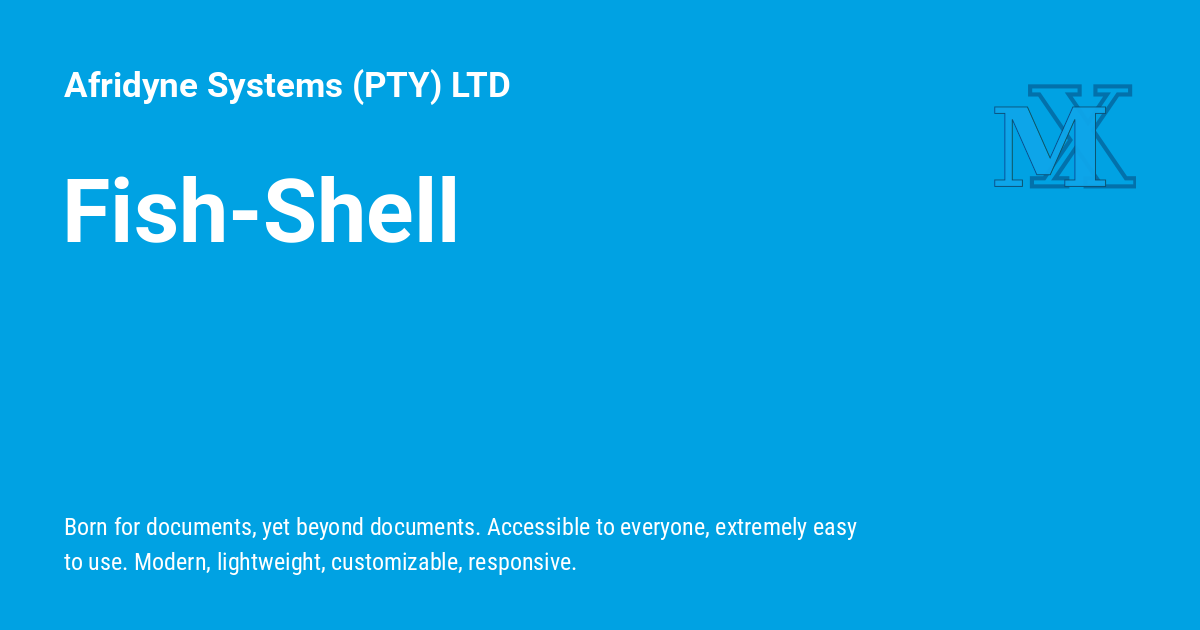 Afridyne Systems (PTY) LTD
MX
Fish-Shell
Born for documents, yet beyond documents. Accessible to everyone, extremely easy
to use. Modern, lightweight, customizable, responsive.